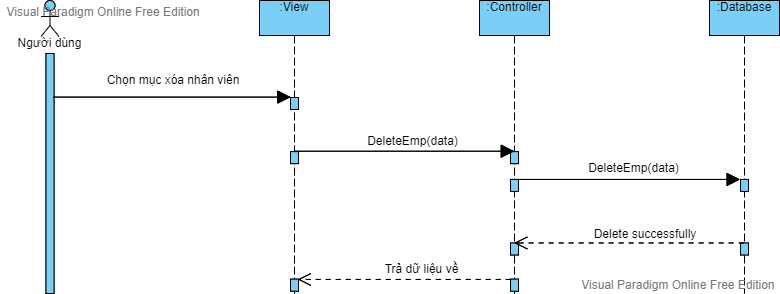 Visual Paradigm Online Free Edition
:View
:Controller
:Database
Người dùng
Chọn mục xóa nhân viên
DeleteEmp(data)
DeleteEmp(data)
Delete successfully
Trả dữ liệu về
Visual Paradigm Online Free Edition